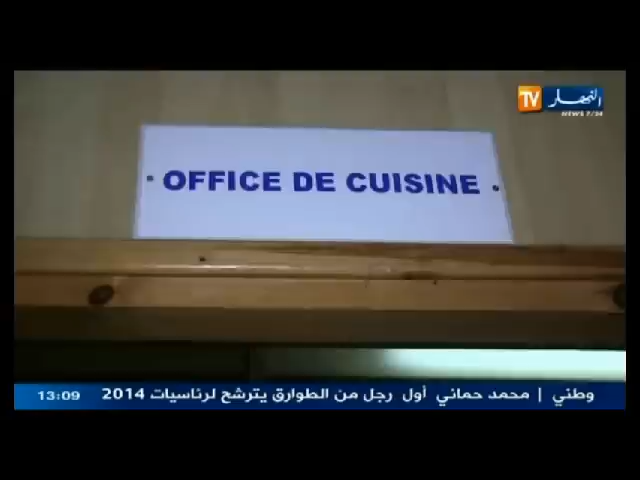 TV النهار
NEWS 7/24
OFFICE DE CUISINE
وطني | محمد حماني أول رجل من الطوارق يترشح لرئاسيات 2014
13:09